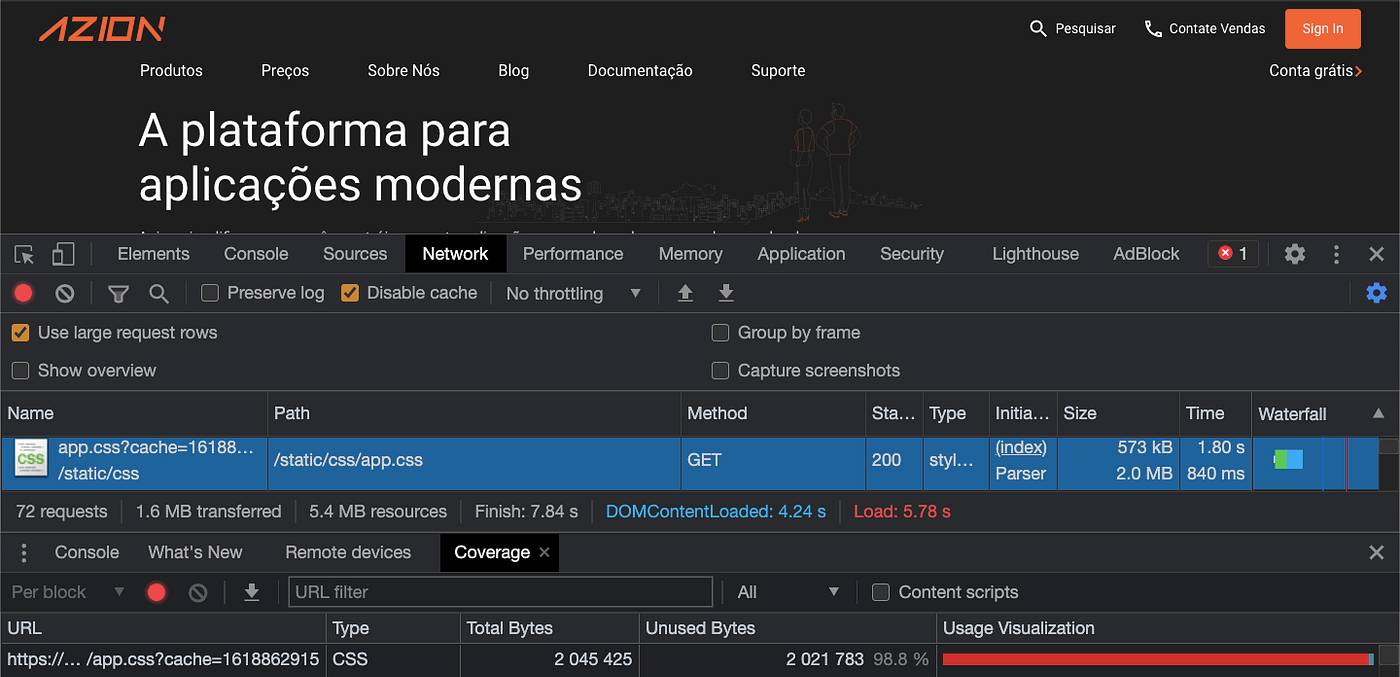 AZION
Pesquisar Contate Vendas Sign In
Produtos Preços Sobre Nós Blog Documentação Suporte Conta grátis
A plataforma para
aplicações modernas
Elements Console Sources Network Performance Memory Application Security Lighthouse AdBlock 1
Preserve log Disable cache No throttling
Use large request rows Group by frame
Show overview Capture screenshots
Name Path Method Sta... Type Initia... Size Time Waterfall
CSS app.css?cache=16188... /static/css/app.css GET 200 styl... (index) 573 kB 1.80 s
/static/css Parser 2.0 MB 840 ms
72 requests 1.6 MB transferred 5.4 MB resources Finish: 7.84 s DOMContentLoaded: 4.24 s Load: 5.78 s
Console What's New Remote devices Coverage
Per block URL filter All Content scripts
URL Type Total Bytes Unused Bytes Usage Visualization
https://... /app.css?cache=1618862915 CSS 2 045 425 2 021 783 98.8 %